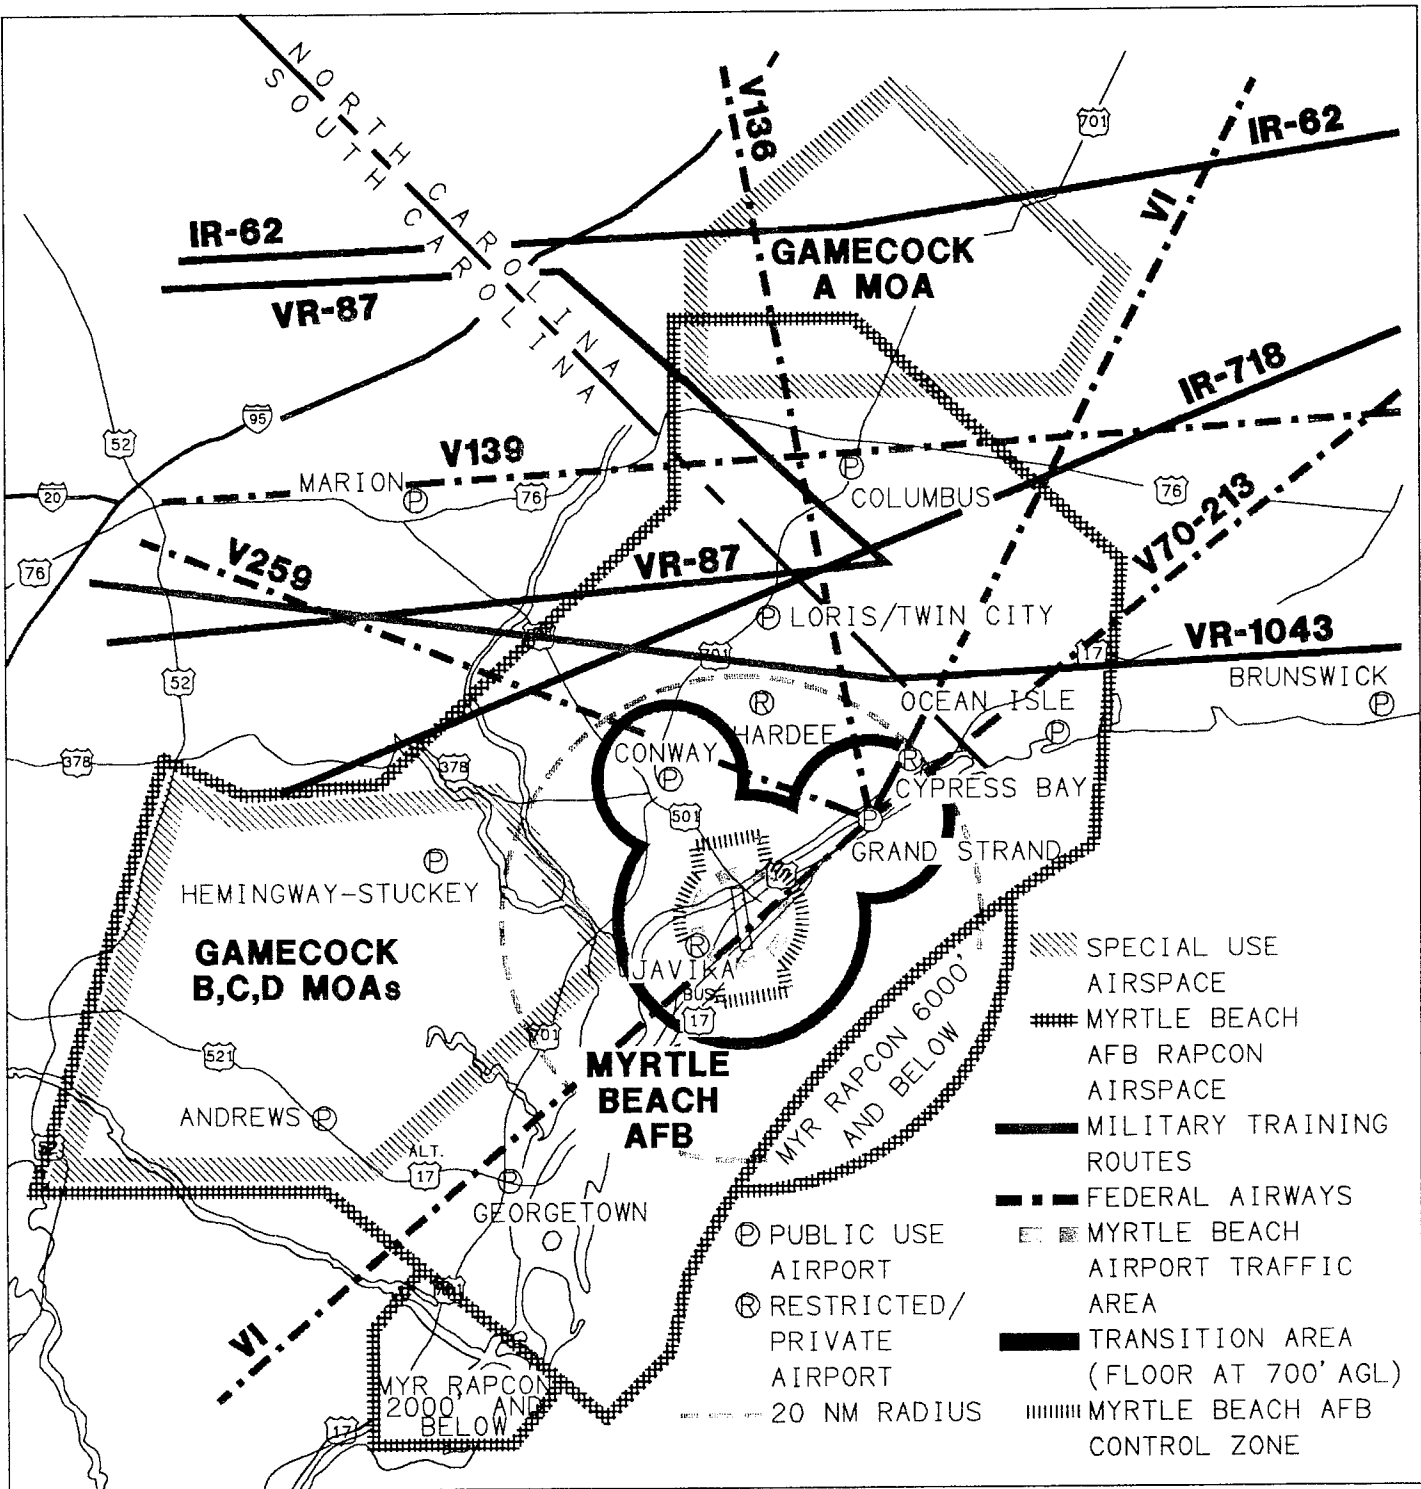 NORTH CAROLINA
SOUTH CAROLINA
V136
701
IR-62
VI
IR-62
VR-87
GAMECOCK
A MOA
IR-718
95
52
V139
MARION
P
76
P
COLUMBUS
76
20
V70-213
76
V259
VR-87
P LORIS/TWIN CITY
VR-1043
17
701
52
BRUNSWICK
P
R
HARDEE
OCEAN ISLE
P
378
378
CONWAY
P
R
CYPRESS BAY
501
P
GRAND STRAND
P
HEMINGWAY-STUCKEY
GAMECOCK
B,C,D MOAs
R
JAVIKA
BUS.
17
MYR RAPCON 6000'
AND BELOW
521
701
MYRTLE
BEACH
AFB
ANDREWS P
ALT.
17
P
GEORGETOWN
VI
MYR RAPCON
2000' AND
BELOW
17
SPECIAL USE
AIRSPACE
MYRTLE BEACH
AFB RAPCON
AIRSPACE
MILITARY TRAINING
ROUTES
FEDERAL AIRWAYS
MYRTLE BEACH
AIRPORT TRAFFIC
AREA
TRANSITION AREA
(FLOOR AT 700' AGL)
MYRTLE BEACH AFB
CONTROL ZONE
P PUBLIC USE
AIRPORT
R RESTRICTED/
PRIVATE
AIRPORT
20 NM RADIUS